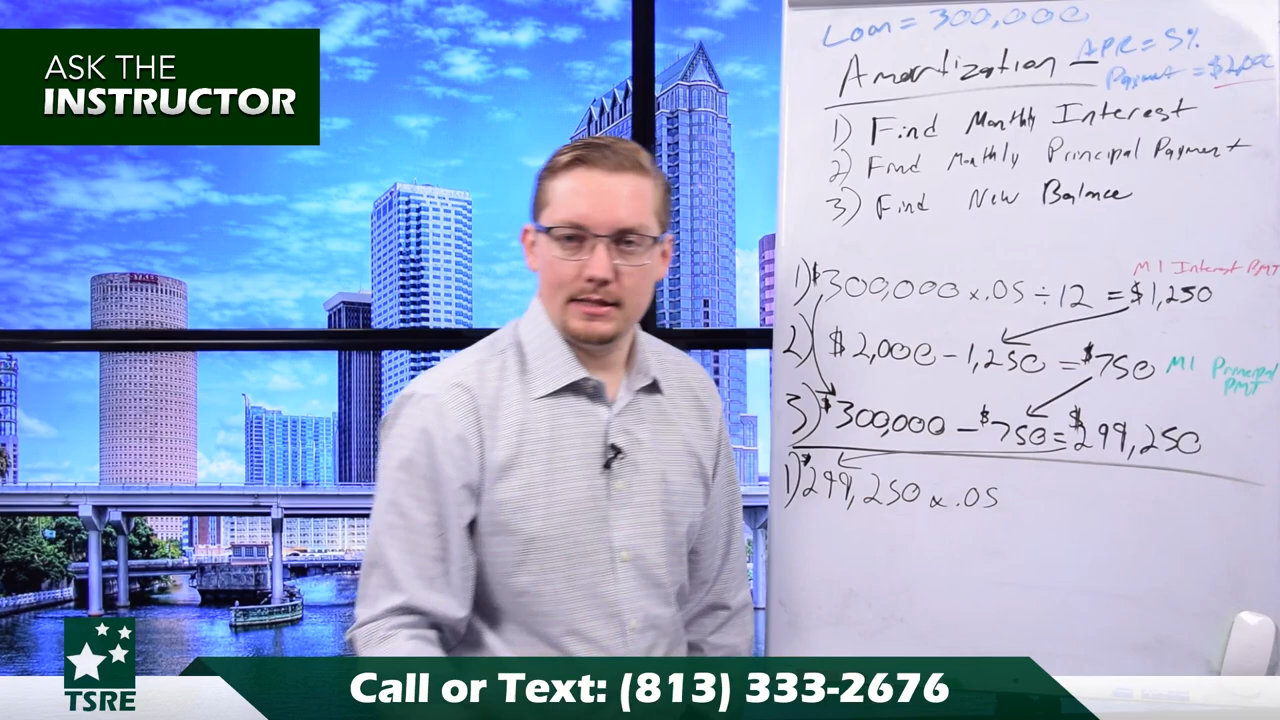 ASK THE
INSTRUCTOR
Loan = 300,000
Amortization – APR = 5%
Payment = $2,000
1) Find Monthly Interest
2) Find Monthly Principal Payment
3) Find New Balance
M1 Interest PMT
1) $300,000 x .05 ÷ 12 = $1,250
2) $2,000 - 1,250 = $750 M1 Principal
PMT
3) $300,000 - $750 = $299,250
1) $299,250 x .05
TSRE
Call or Text: (813) 333-2676